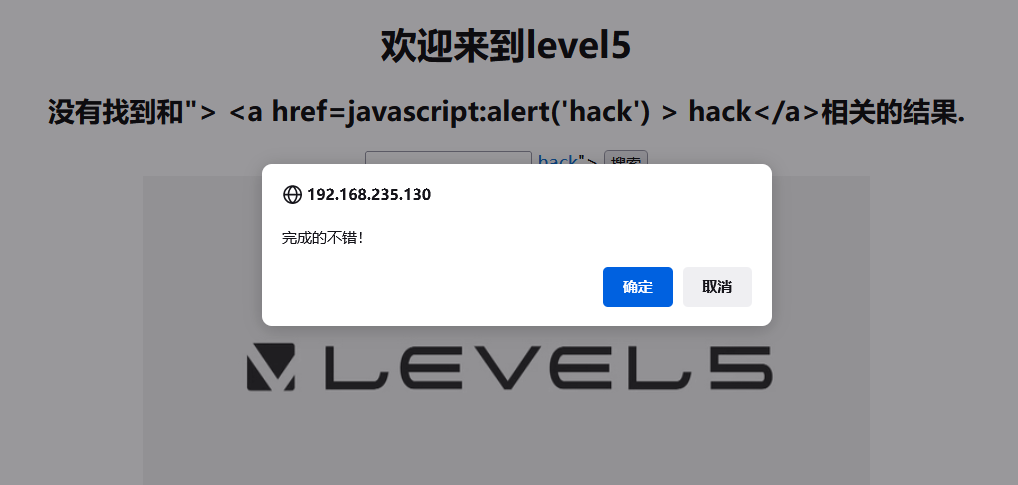 欢迎来到level5
没有找到和"> <a href=javascript:alert('hack') > hack</a>相关的结果.
hack"> 搜索
192.168.235.130
完成的不错！
确定 取消
LEVEL5